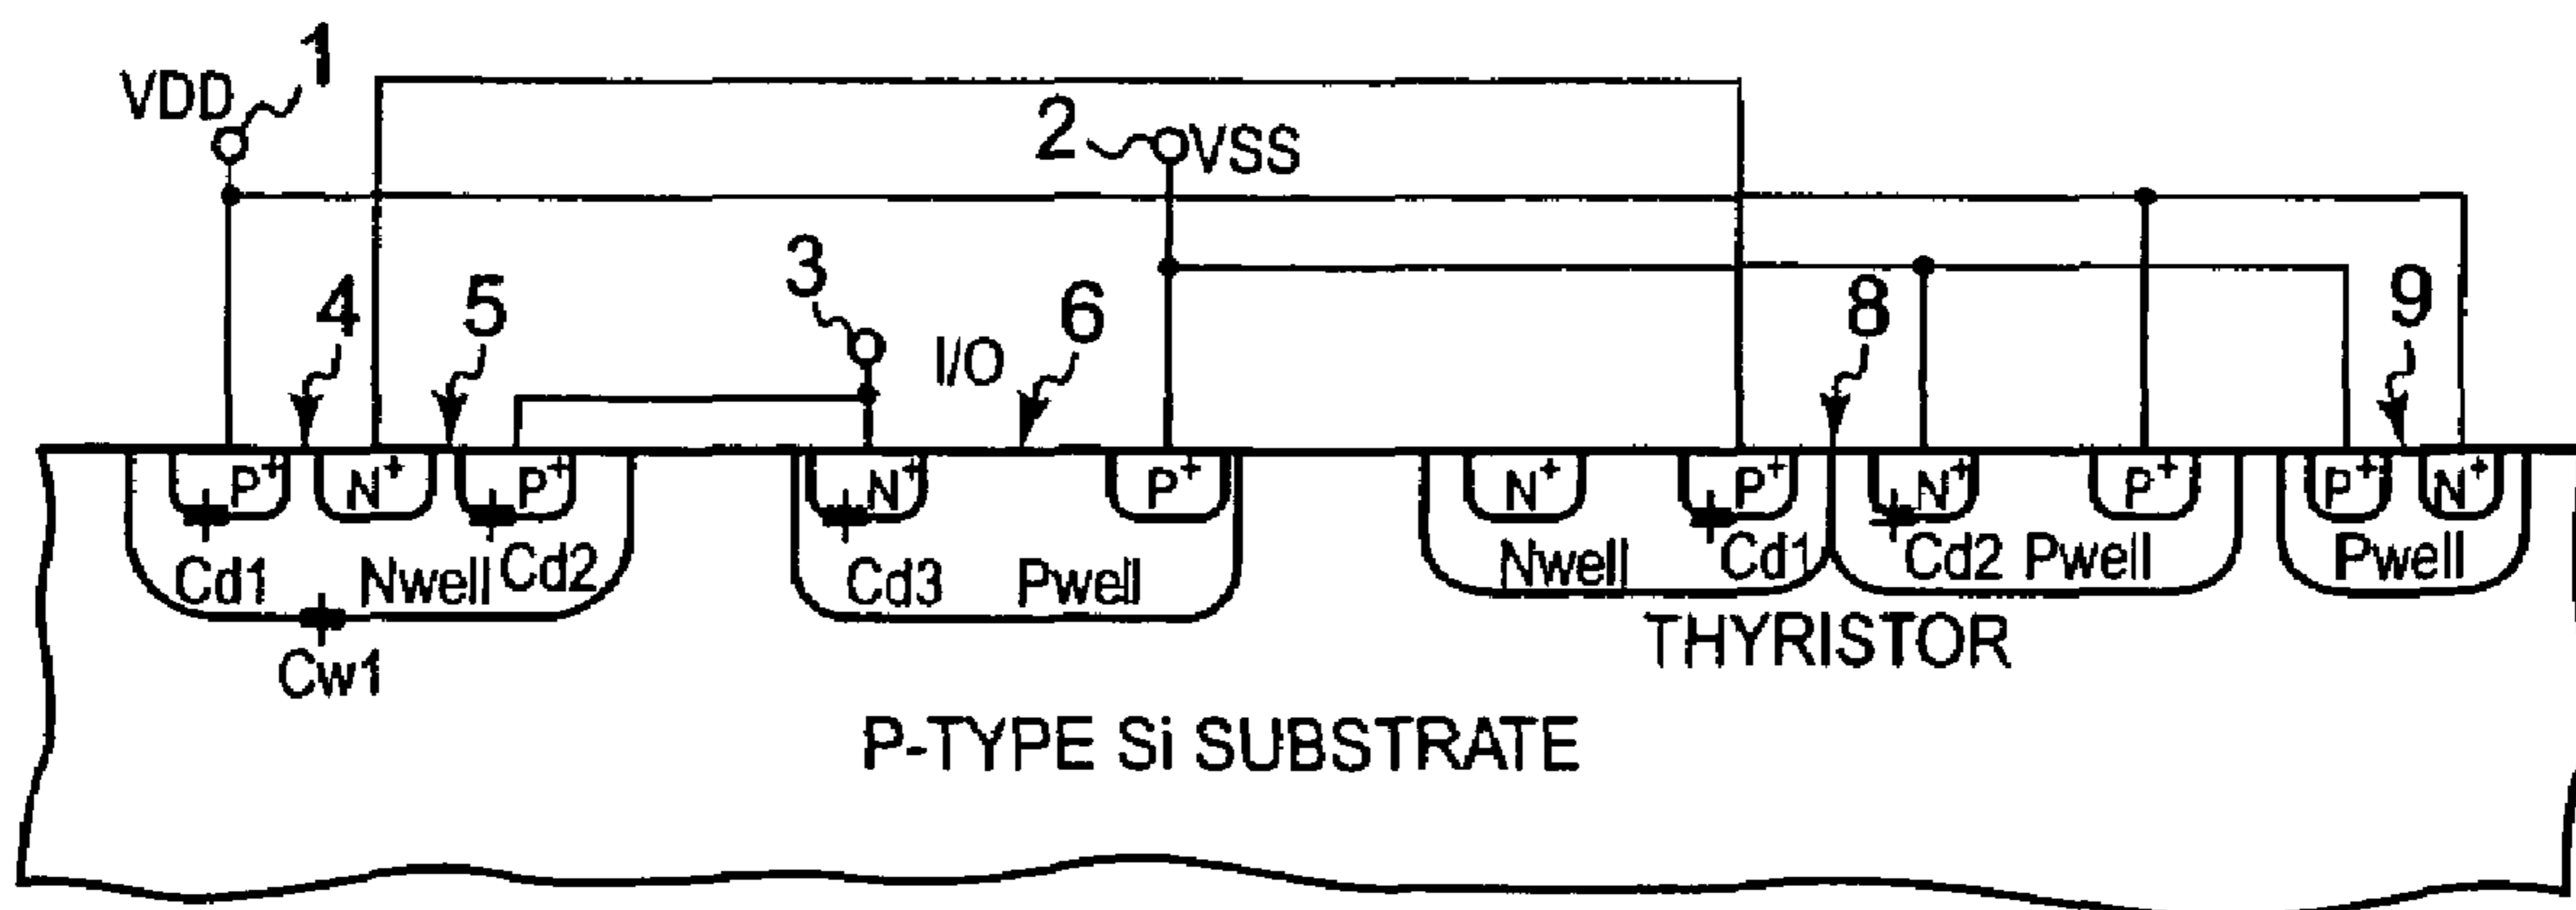 1
VDD
2
VSS
3
I/O
4
5
6
8
9
P+
N+
P+
N+
P+
N+
P+
N+
P+
P+
N+
Cd1
Nwell
Cd2
Cd3
Pwell
Nwell
Cd1
Cd2
Pwell
Pwell
Cw1
THYRISTOR
P-TYPE Si SUBSTRATE